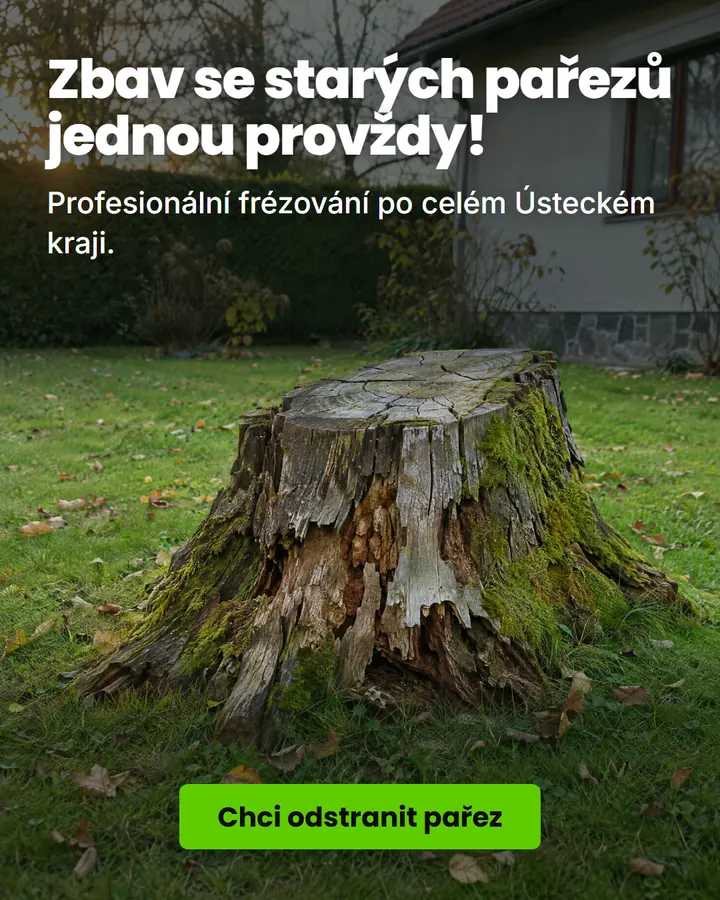 Zbav se starých pařezů
jednou provždy!
Profesionální frézování po celém Ústeckém
kraji.
Chci odstranit pařez